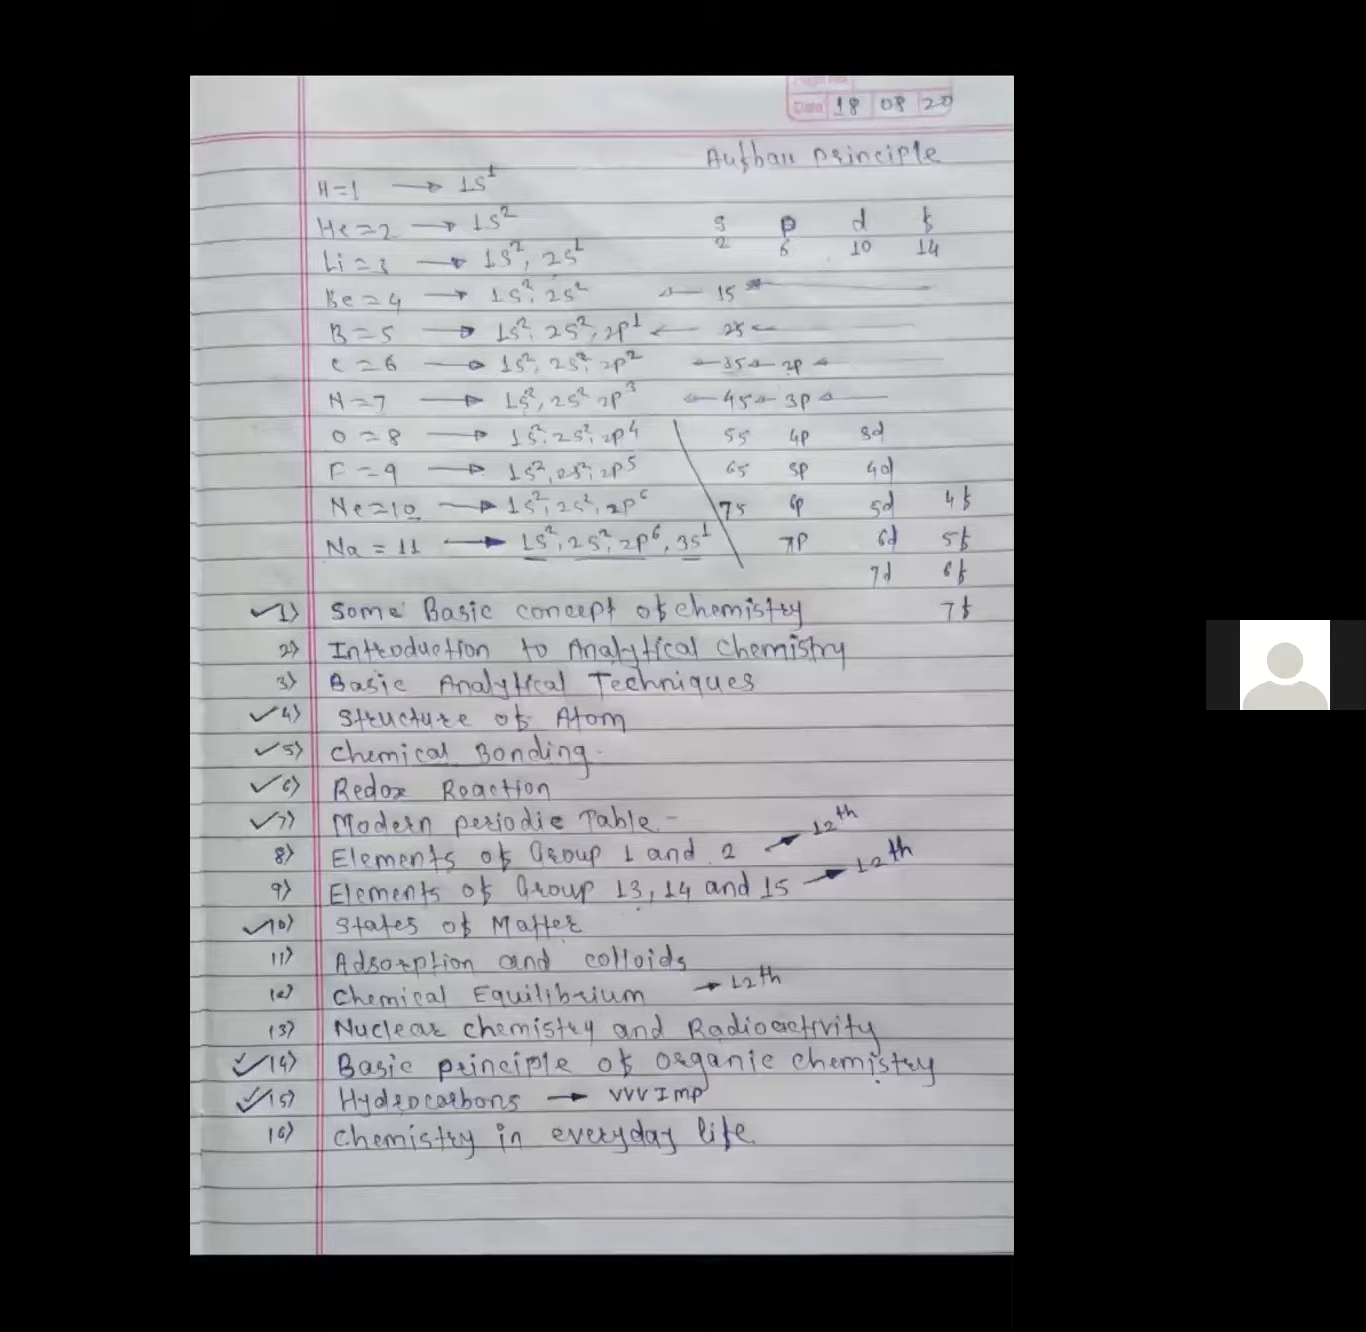 Page No.
Date 18 08 20
Aufbau principle
H=1 → 1s¹
He=2 → 1s² s p d f
Li=3 → 1s², 2s¹ 2 6 10 14
Be=4 → 1s², 2s² ← 1s ←
B=5 → 1s², 2s², 2p¹ ← 2s ←
C=6 → 1s², 2s², 2p² ← 3s ← 2p ←
N=7 → 1s², 2s² 2p³ ← 4s ← 3p ←
O=8 → 1s², 2s², 2p⁴ 5s 4p 3d
F=9 → 1s², 2s², 2p⁵ 6s 5p 4d
Ne=10 → 1s², 2s², 2p⁶ 7s 6p 5d 4f
Na = 11 → 1s², 2s², 2p⁶, 3s¹ 7p 6d 5f
7d 6f
✓1) Some Basic concept of chemistry 7f
2) Introduction to Analytical chemistry
3) Basic Analytical Techniques
✓4) Structure of Atom
✓5) Chemical Bonding.
✓6) Redox Reaction
✓7) Modern periodic Table -
8) Elements of Group 1 and 2 → 12th
9) Elements of Group 13, 14 and 15 → 12th
✓10) States of Matter
11) Adsorption and colloids
12) Chemical Equilibrium → 12th
13) Nuclear chemistry and Radioactivity
✓14) Basic principle of organic chemistry
✓15) Hydrocarbons → VVV Imp
16) Chemistry in everyday life.